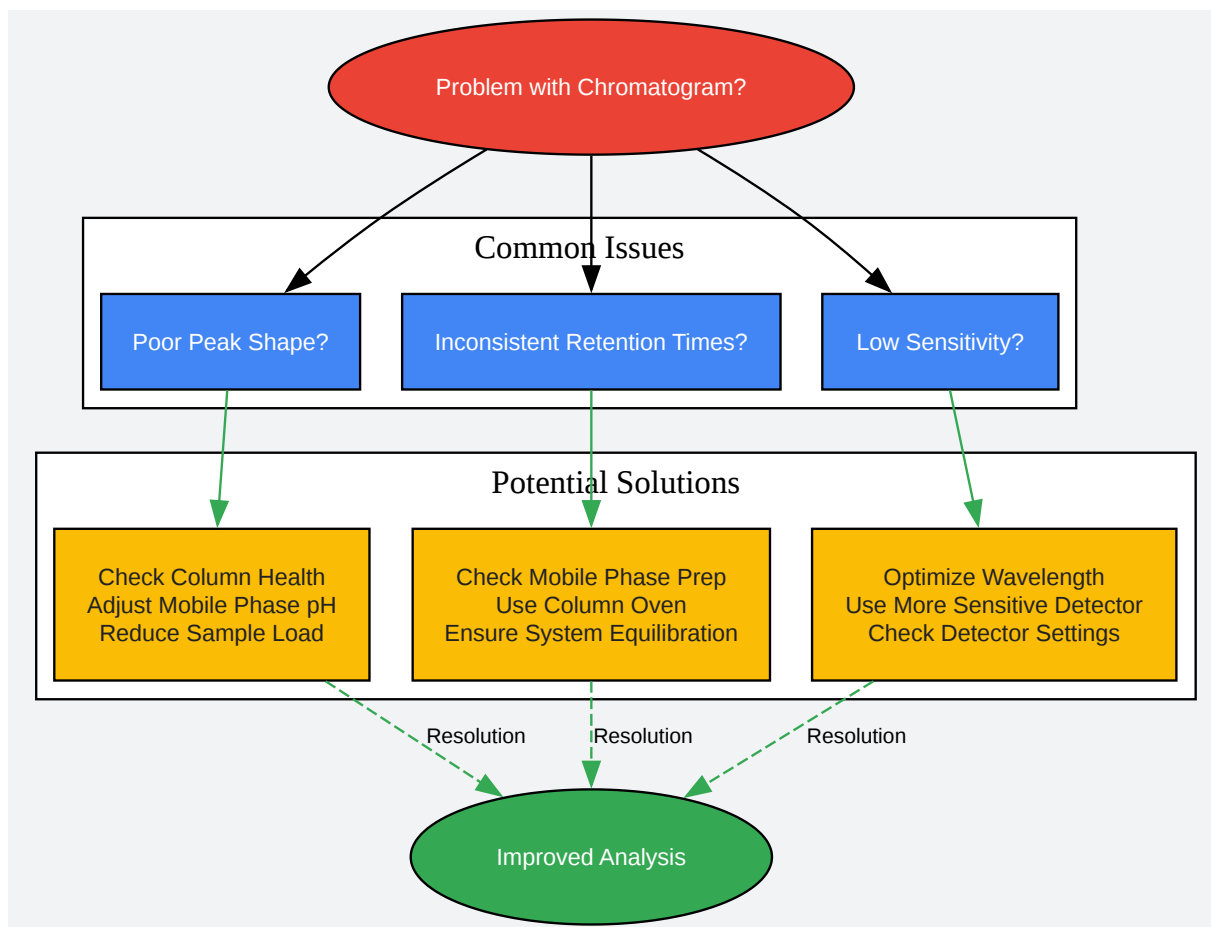 Problem with Chromatogram?
Common Issues
Poor Peak Shape?
Inconsistent Retention Times?
Low Sensitivity?
Potential Solutions
Check Column Health
Adjust Mobile Phase pH
Reduce Sample Load
Check Mobile Phase Prep
Use Column Oven
Ensure System Equilibration
Optimize Wavelength
Use More Sensitive Detector
Check Detector Settings
Resolution
Resolution
Resolution
Improved Analysis